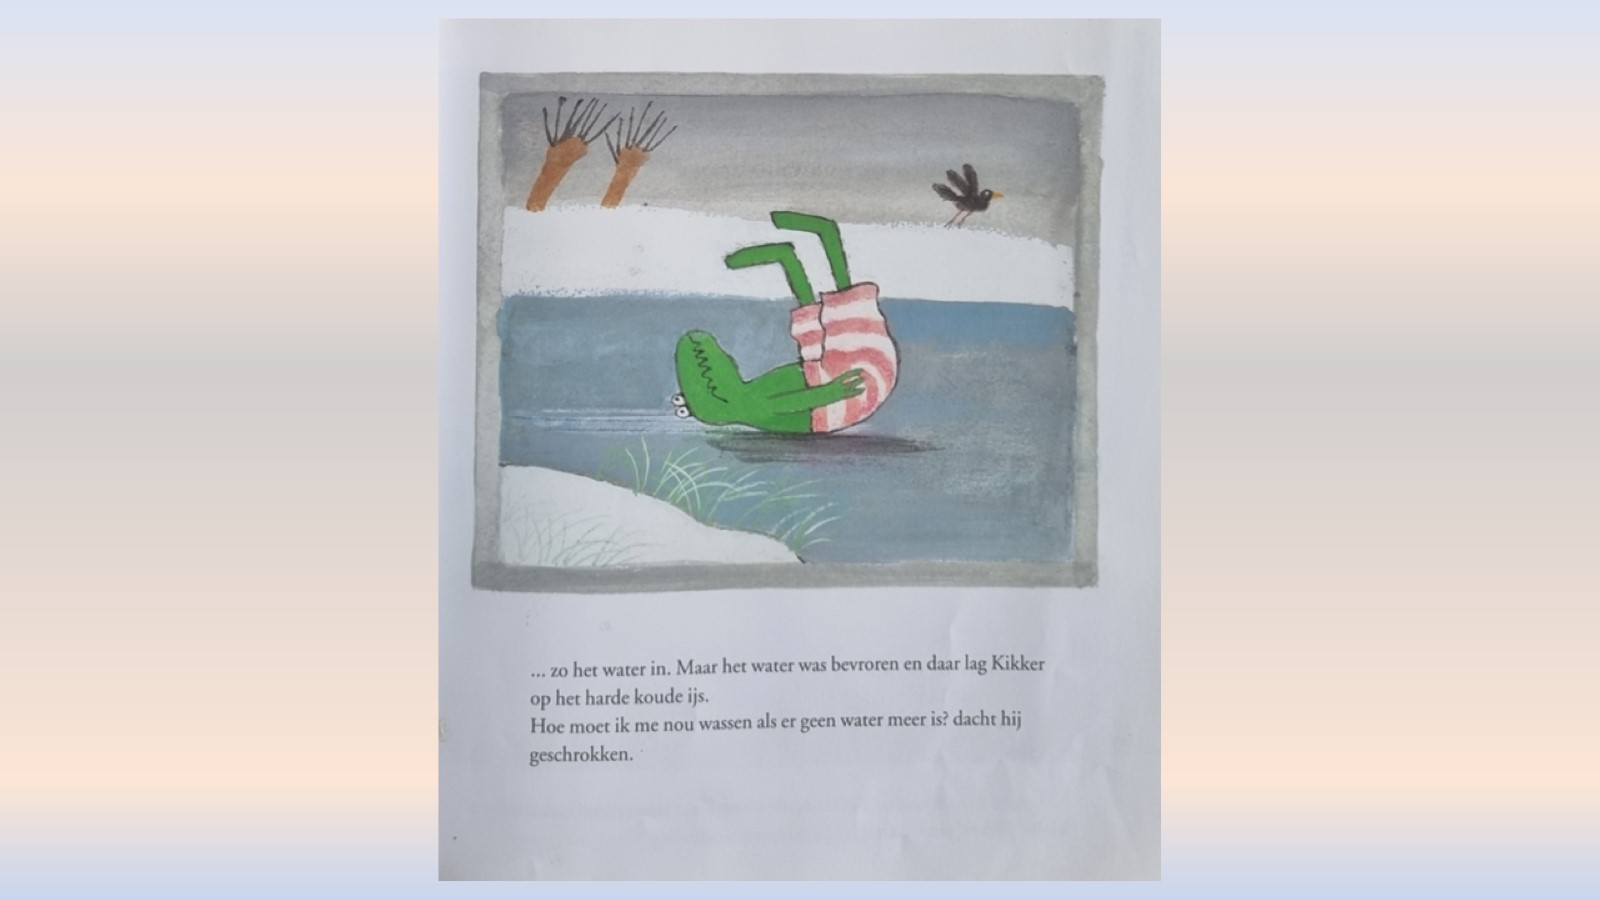 ... zo het water in. Maar het water was bevroren en daar lag Kikker
op het harde koude ijs.
Hoe moet ik me nou wassen als er geen water meer is? dacht hij
geschrokken.